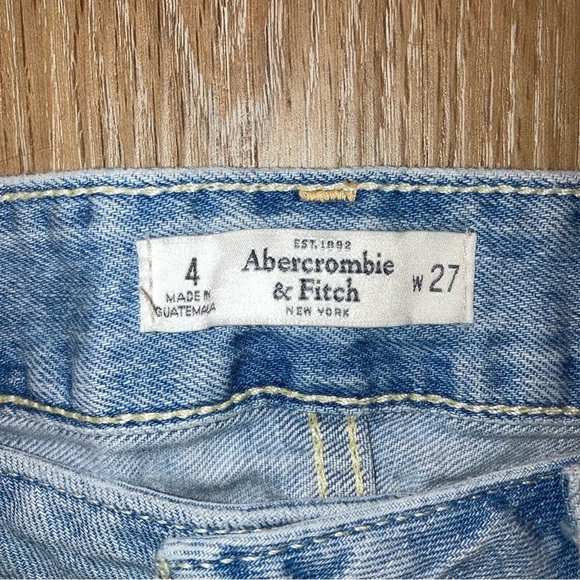 EST. 1892
4 Abercrombie W 27
MADE IN & Fitch
GUATEMALA NEW YORK